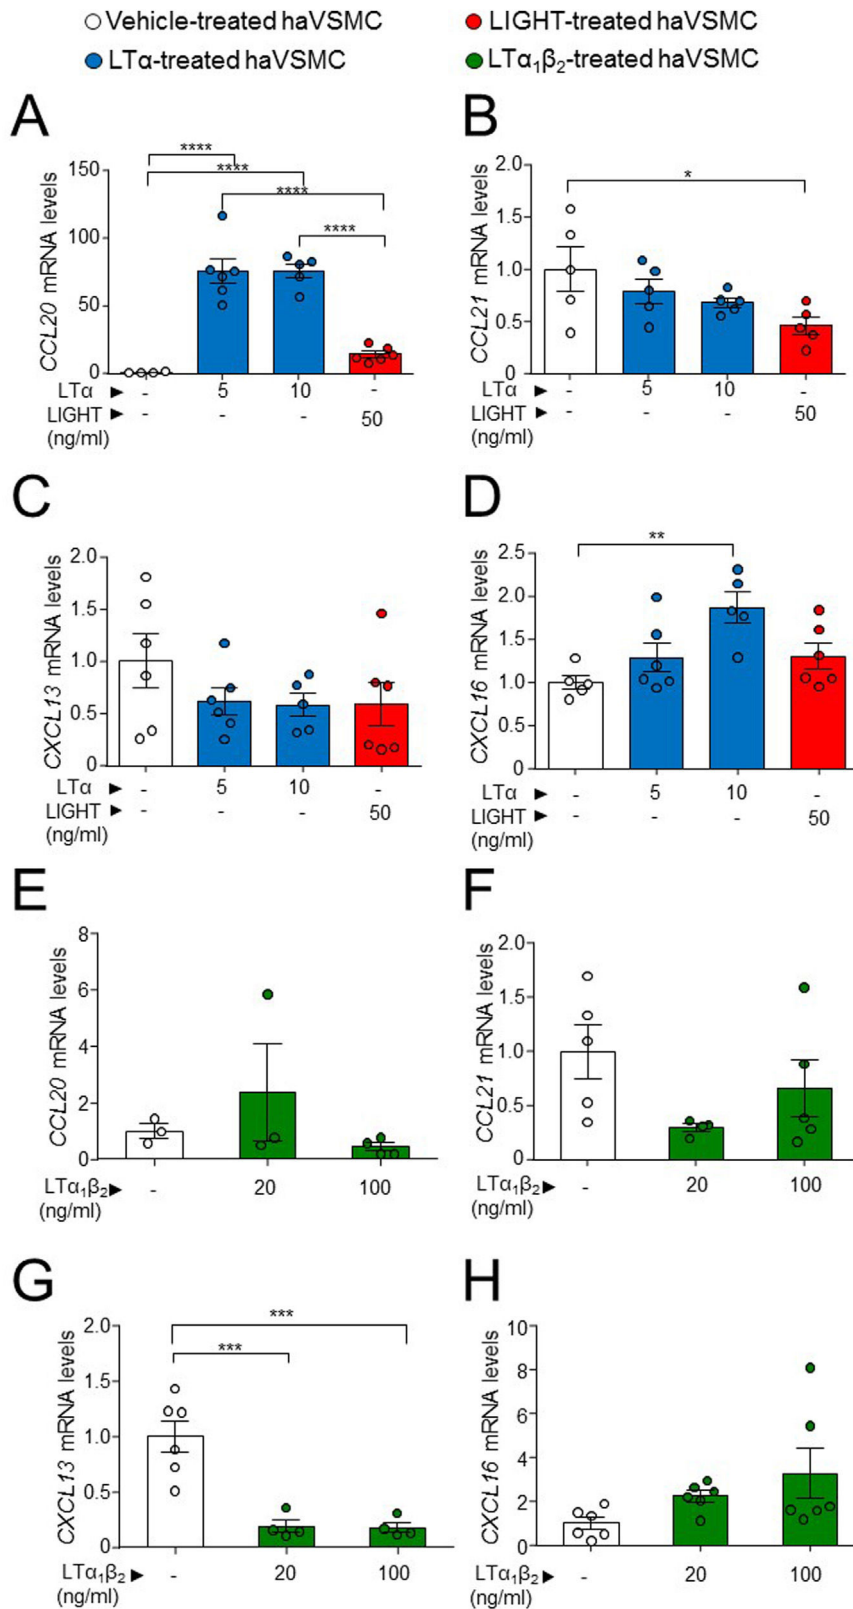 Vehicle-treated haVSMC
LIGHT-treated haVSMC
LTα-treated haVSMC
LTα₁β₂-treated haVSMC
A
B
CCL20 mRNA levels
150
100
50
0
****
****
****
****
LTα ▶ - 5 10 -
LIGHT ▶ - - - 50
(ng/ml)
CCL21 mRNA levels
2.0
1.5
1.0
0.5
0
*
LTα ▶ - 5 10 -
LIGHT ▶ - - - 50
(ng/ml)
C
D
CXCL13 mRNA levels
2.0
1.5
1.0
0.5
0
LTα ▶ - 5 10 -
LIGHT ▶ - - - 50
(ng/ml)
CXCL16 mRNA levels
2.5
2.0
1.5
1.0
0.5
0
**
LTα ▶ - 5 10 -
LIGHT ▶ - - - 50
(ng/ml)
E
F
CCL20 mRNA levels
8
6
4
2
0
LTα₁β₂ ▶ - 20 100
(ng/ml)
CCL21 mRNA levels
2.0
1.5
1.0
0.5
0
LTα₁β₂ ▶ - 20 100
(ng/ml)
G
H
CXCL13 mRNA levels
2.0
1.5
1.0
0.5
0
***
***
LTα₁β₂ ▶ - 20 100
(ng/ml)
CXCL16 mRNA levels
10
8
6
4
2
0
LTα₁β₂ ▶ - 20 100
(ng/ml)